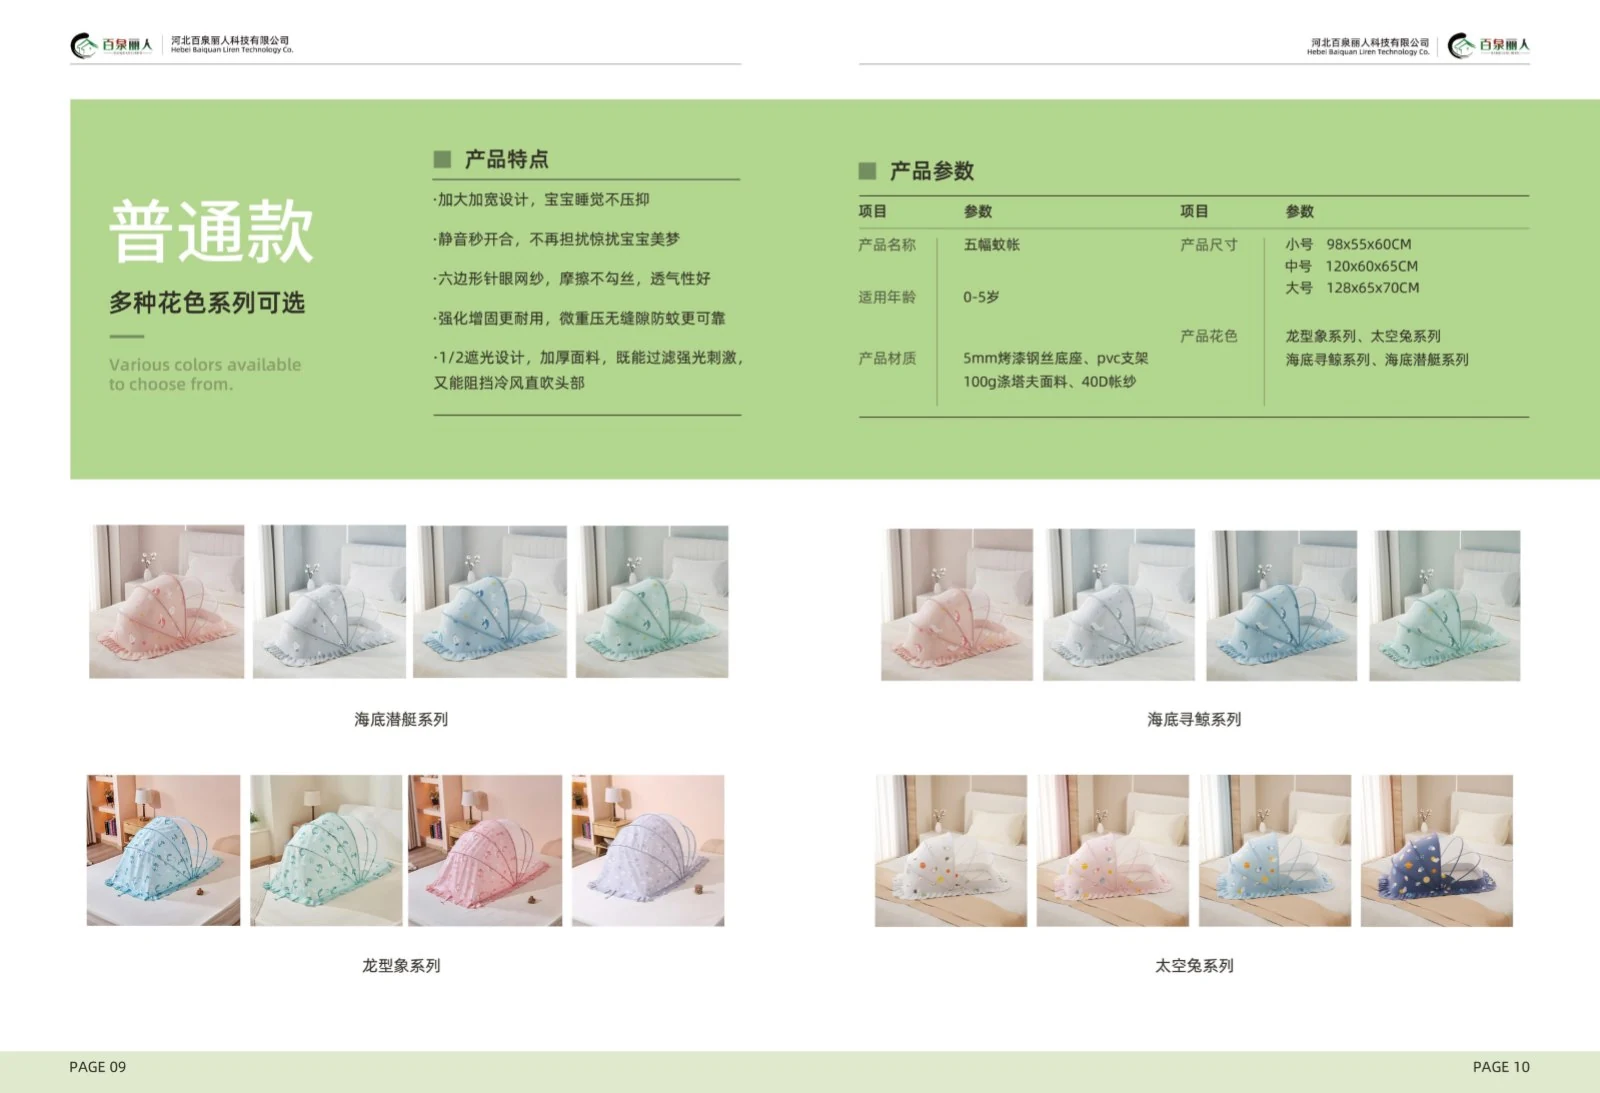 百泉丽人
河北百泉丽人科技有限公司
Hebei Baiquan Liren Technology Co.
河北百泉丽人科技有限公司
Hebei Baiquan Liren Technology Co.
百泉丽人
普通款
多种花色系列可选
Various colors available
to choose from.
产品特点
·加大加宽设计，宝宝睡觉不压抑
·静音秒开合，不再担扰惊扰宝宝美梦
·六边形针眼网纱，摩擦不勾丝，透气性好
·强化增固更耐用，微重压无缝隙防蚊更可靠
·1/2遮光设计，加厚面料，既能过滤强光刺激，
又能阻挡冷风直吹头部
产品参数
项目 参数 项目 参数
产品名称 五幅蚊帐
适用年龄 0-5岁
产品材质 5mm烤漆钢丝底座、pvc支架
100g涤塔夫面料、40D帐纱
产品尺寸 小号 98x55x60CM
中号 120x60x65CM
大号 128x65x70CM
产品花色 龙型象系列、太空兔系列
海底寻鲸系列、海底潜艇系列
海底潜艇系列
海底寻鲸系列
龙型象系列
太空兔系列
PAGE 09
PAGE 10